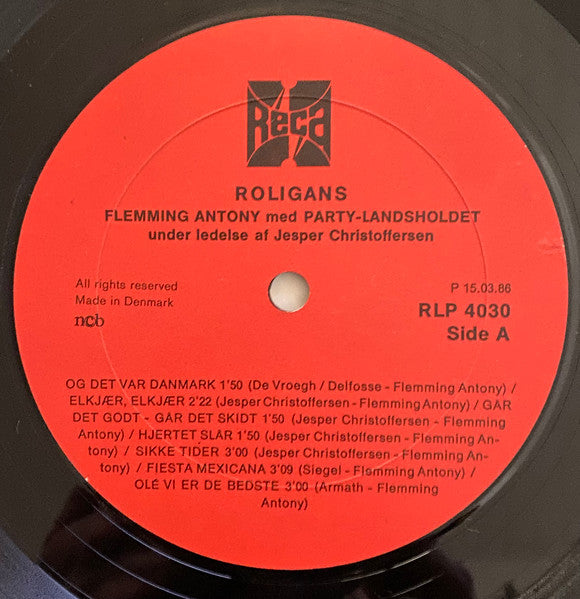 Reca
ROLIGANS
FLEMMING ANTONY med PARTY-LANDSHOLDET
under ledelse af Jesper Christoffersen
All rights reserved
Made in Denmark
ncb
P 15.03.86
RLP 4030
Side A
OG DET VAR DANMARK 1'50 (De Vroegh / Delfosse - Flemming Antony) /
ELKJÆR, ELKJÆR 2'22 (Jesper Christoffersen - Flemming Antony) / GÅR
DET GODT - GÅR DET SKIDT 1'50 (Jesper Christoffersen - Flemming
Antony) / HJERTET SLÅR 1'50 (Jesper Christoffersen - Flemming An-
tony) / SIKKE TIDER 3'00 (Jesper Christoffersen - Flemming An-
tony) / FIESTA MEXICANA 3'09 (Siegel - Flemming Antony) /
OLÉ VI ER DE BEDSTE 3'00 (Armath - Flemming
Antony)